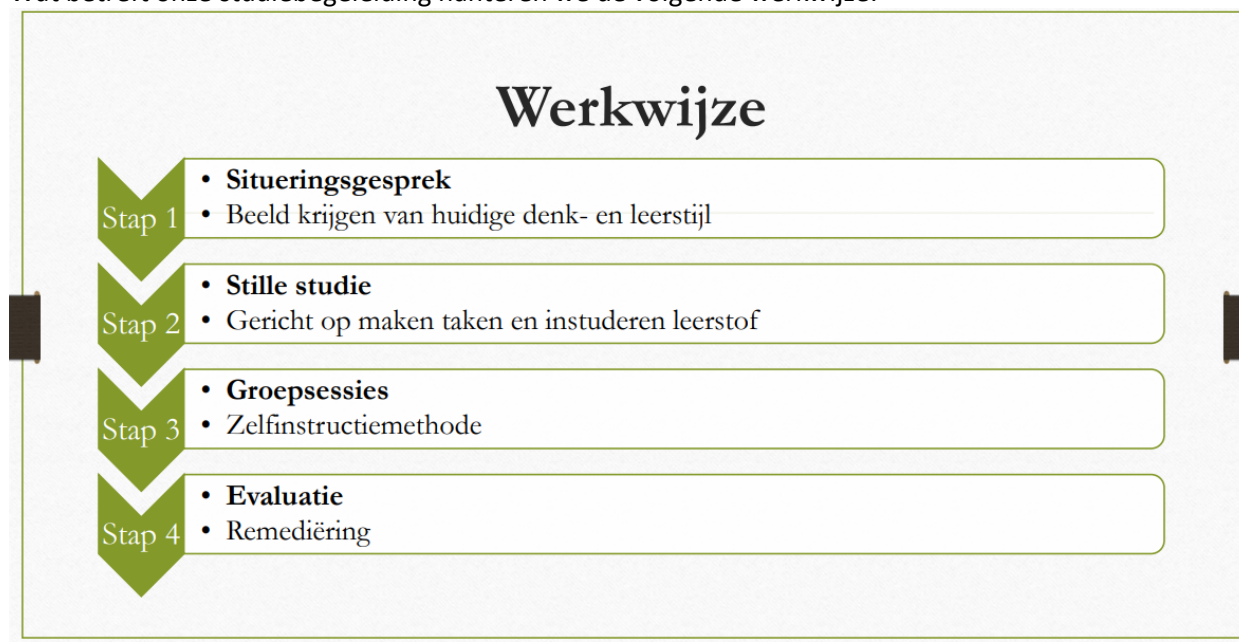 Wat betreft onze studiebegeleiding hanteren we de volgende werkwijze:
Werkwijze
Stap 1
• Situeringsgesprek
• Beeld krijgen van huidige denk- en leerstijl
Stap 2
• Stille studie
• Gericht op maken taken en instuderen leerstof
Stap 3
• Groepsessies
• Zelfinstructiemethode
Stap 4
• Evaluatie
• Remediëring